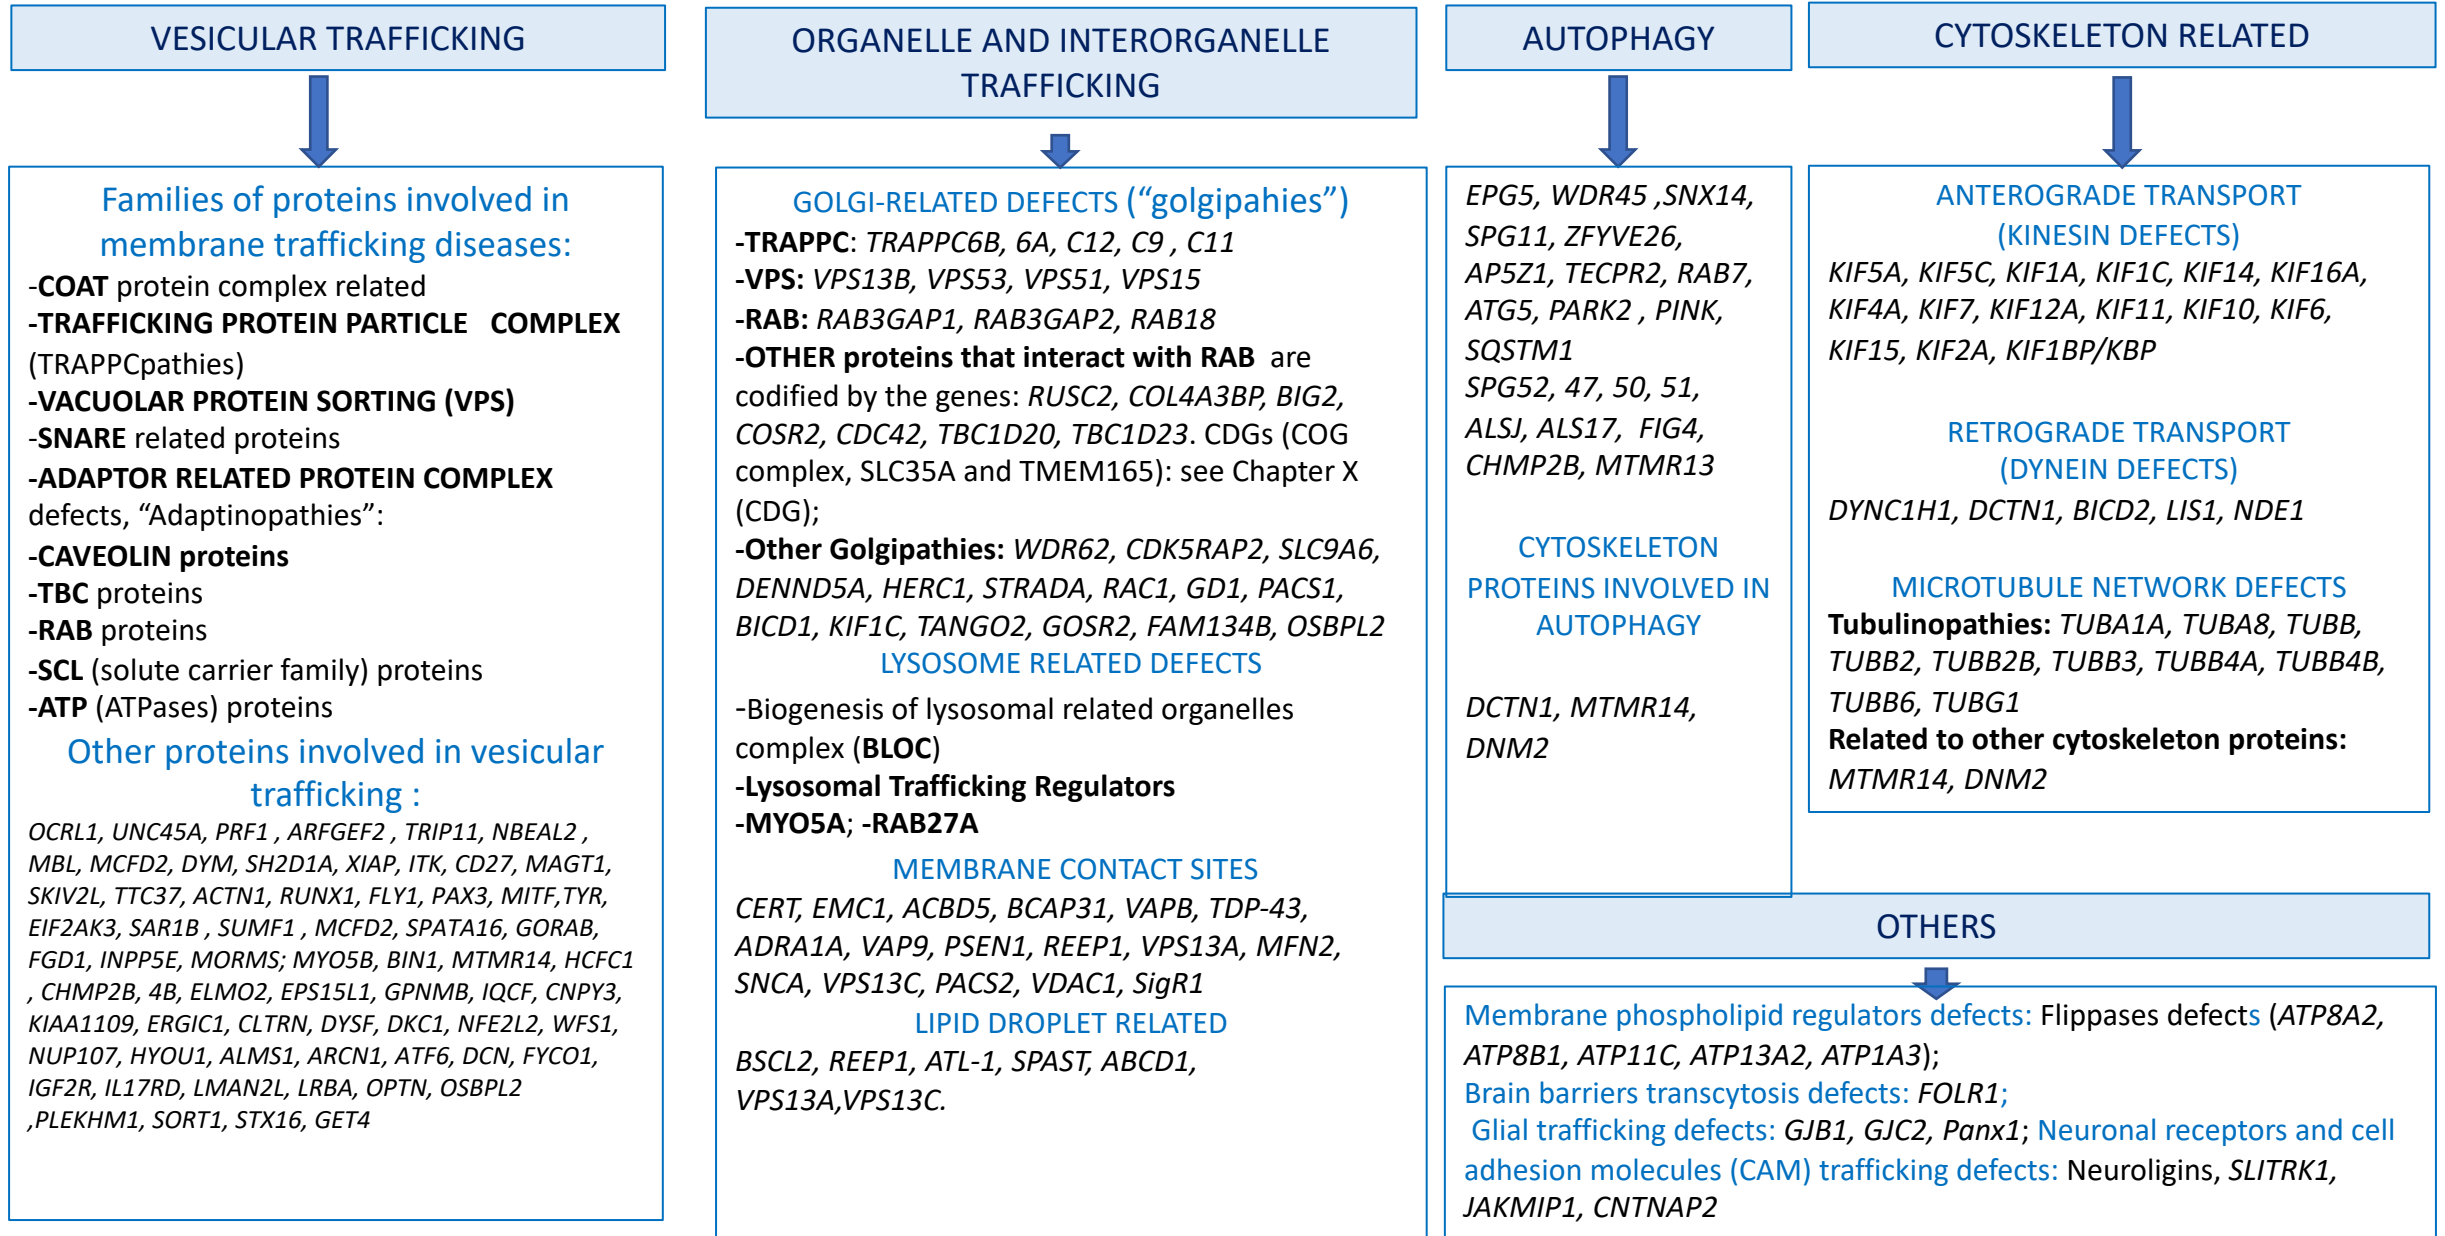 VESICULAR TRAFFICKING
Families of proteins involved in
membrane trafficking diseases:
-COAT protein complex related
-TRAFFICKING PROTEIN PARTICLE COMPLEX
(TRAPPCpathies)
-VACUOLAR PROTEIN SORTING (VPS)
-SNARE related proteins
-ADAPTOR RELATED PROTEIN COMPLEX
defects, “Adaptinopathies”:
-CAVEOLIN proteins
-TBC proteins
-RAB proteins
-SCL (solute carrier family) proteins
-ATP (ATPases) proteins
Other proteins involved in vesicular
trafficking :
OCRL1, UNC45A, PRF1 , ARFGEF2 , TRIP11, NBEAL2 ,
MBL, MCFD2, DYM, SH2D1A, XIAP, ITK, CD27, MAGT1,
SKIV2L, TTC37, ACTN1, RUNX1, FLY1, PAX3, MITF,TYR,
EIF2AK3, SAR1B , SUMF1 , MCFD2, SPATA16, GORAB,
FGD1, INPP5E, MORMS; MYO5B, BIN1, MTMR14, HCFC1
, CHMP2B, 4B, ELMO2, EPS15L1, GPNMB, IQCF, CNPY3,
KIAA1109, ERGIC1, CLTRN, DYSF, DKC1, NFE2L2, WFS1,
NUP107, HYOU1, ALMS1, ARCN1, ATF6, DCN, FYCO1,
IGF2R, IL17RD, LMAN2L, LRBA, OPTN, OSBPL2
,PLEKHM1, SORT1, STX16, GET4
ORGANELLE AND INTERORGANELLE
TRAFFICKING
GOLGI-RELATED DEFECTS (“golgipahies”)
-TRAPPC: TRAPPC6B, 6A, C12, C9 , C11
-VPS: VPS13B, VPS53, VPS51, VPS15
-RAB: RAB3GAP1, RAB3GAP2, RAB18
-OTHER proteins that interact with RAB are
codified by the genes: RUSC2, COL4A3BP, BIG2,
COSR2, CDC42, TBC1D20, TBC1D23. CDGs (COG
complex, SLC35A and TMEM165): see Chapter X
(CDG);
-Other Golgipathies: WDR62, CDK5RAP2, SLC9A6,
DENND5A, HERC1, STRADA, RAC1, GD1, PACS1,
BICD1, KIF1C, TANGO2, GOSR2, FAM134B, OSBPL2
LYSOSOME RELATED DEFECTS
-Biogenesis of lysosomal related organelles
complex (BLOC)
-Lysosomal Trafficking Regulators
-MYO5A; -RAB27A
MEMBRANE CONTACT SITES
CERT, EMC1, ACBD5, BCAP31, VAPB, TDP-43,
ADRA1A, VAP9, PSEN1, REEP1, VPS13A, MFN2,
SNCA, VPS13C, PACS2, VDAC1, SigR1
LIPID DROPLET RELATED
BSCL2, REEP1, ATL-1, SPAST, ABCD1,
VPS13A,VPS13C.
AUTOPHAGY
EPG5, WDR45 ,SNX14,
SPG11, ZFYVE26,
AP5Z1, TECPR2, RAB7,
ATG5, PARK2 , PINK,
SQSTM1
SPG52, 47, 50, 51,
ALSJ, ALS17, FIG4,
CHMP2B, MTMR13
CYTOSKELETON
PROTEINS INVOLVED IN
AUTOPHAGY
DCTN1, MTMR14,
DNM2
CYTOSKELETON RELATED
ANTEROGRADE TRANSPORT
(KINESIN DEFECTS)
KIF5A, KIF5C, KIF1A, KIF1C, KIF14, KIF16A,
KIF4A, KIF7, KIF12A, KIF11, KIF10, KIF6,
KIF15, KIF2A, KIF1BP/KBP
RETROGRADE TRANSPORT
(DYNEIN DEFECTS)
DYNC1H1, DCTN1, BICD2, LIS1, NDE1
MICROTUBULE NETWORK DEFECTS
Tubulinopathies: TUBA1A, TUBA8, TUBB,
TUBB2, TUBB2B, TUBB3, TUBB4A, TUBB4B,
TUBB6, TUBG1
Related to other cytoskeleton proteins:
MTMR14, DNM2
OTHERS
Membrane phospholipid regulators defects: Flippases defects (ATP8A2,
ATP8B1, ATP11C, ATP13A2, ATP1A3);
Brain barriers transcytosis defects: FOLR1;
Glial trafficking defects: GJB1, GJC2, Panx1; Neuronal receptors and cell
adhesion molecules (CAM) trafficking defects: Neuroligins, SLITRK1,
JAKMIP1, CNTNAP2